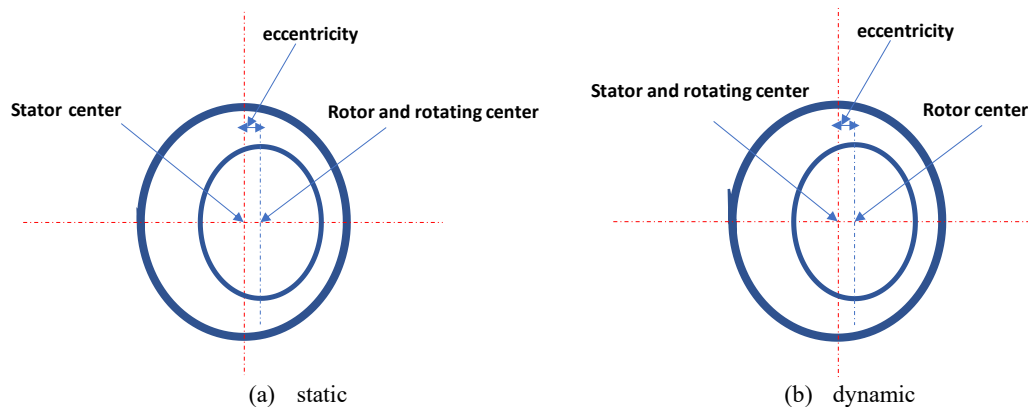 eccentricity
Stator center
Rotor and rotating center
(a) static
eccentricity
Stator and rotating center
Rotor center
(b) dynamic